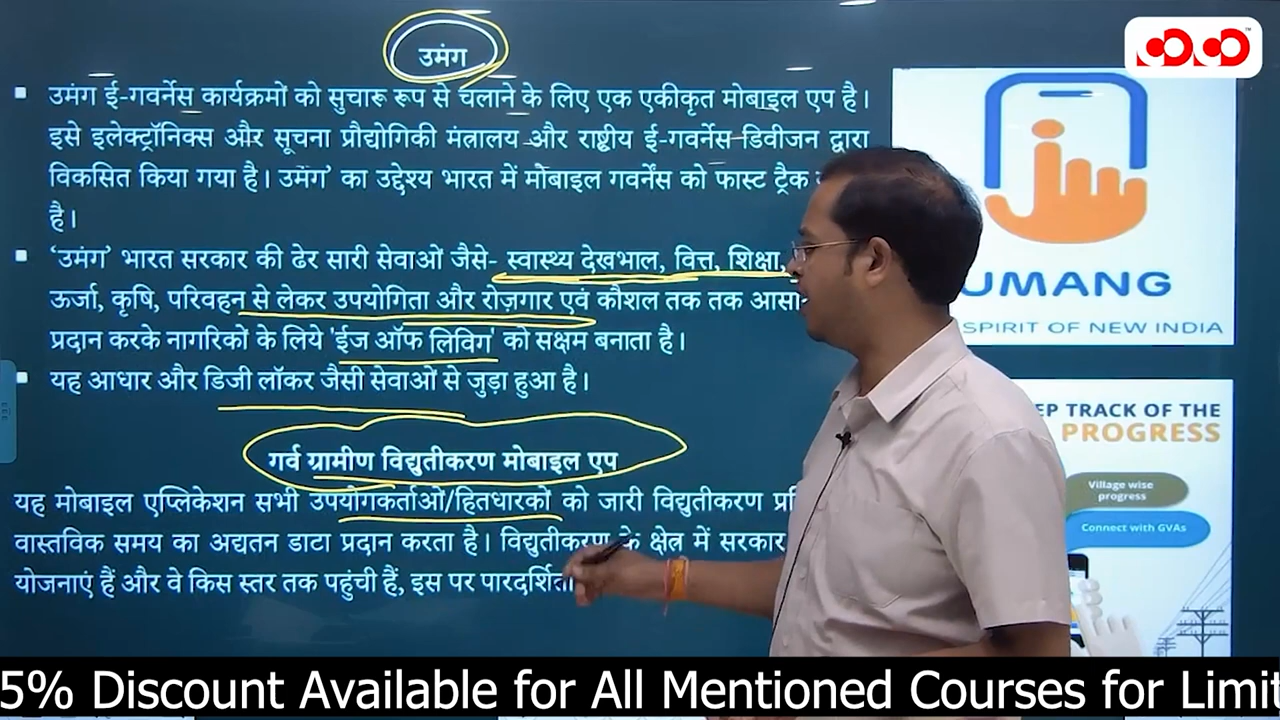 उमंग
▪ उमंग ई-गवर्नेस कार्यक्रमों को सुचारू रूप से चलाने के लिए एक एकीकृत मोबाइल एप है।
इसे इलेक्ट्रॉनिक्स और सूचना प्रौद्योगिकी मंत्रालय और राष्ट्रीय ई-गवर्नेस डिवीजन द्वारा
विकसित किया गया है। उमंग' का उद्देश्य भारत में मोबाइल गवर्नेंस को फास्ट ट्रैक
है।
▪ 'उमंग' भारत सरकार की ढेर सारी सेवाओं जैसे- स्वास्थ्य देखभाल, वित्त, शिक्षा,
ऊर्जा, कृषि, परिवहन से लेकर उपयोगिता और रोज़गार एवं कौशल तक तक
प्रदान करके नागरिकों के लिये 'ईज ऑफ लिविंग' को सक्षम बनाता है।
▪ यह आधार और डिजी लॉकर जैसी सेवाओं से जुड़ा हुआ है।
गर्व ग्रामीण विद्युतीकरण मोबाइल एप
यह मोबाइल एप्लिकेशन सभी उपयोगकर्ताओं/हितधारकों को जारी विद्युतीकरण
वास्तविक समय का अद्यतन डाटा प्रदान करता है। विद्युतीकरण के क्षेत्र में सरकार
योजनाएं हैं और वे किस स्तर तक पहुंची हैं, इस पर पारदर्शिता
UMANG
SPIRIT OF NEW INDIA
TRACK OF THE
PROGRESS
Village wise
progress
Connect with GVAs
5% Discount Available for All Mentioned Courses for